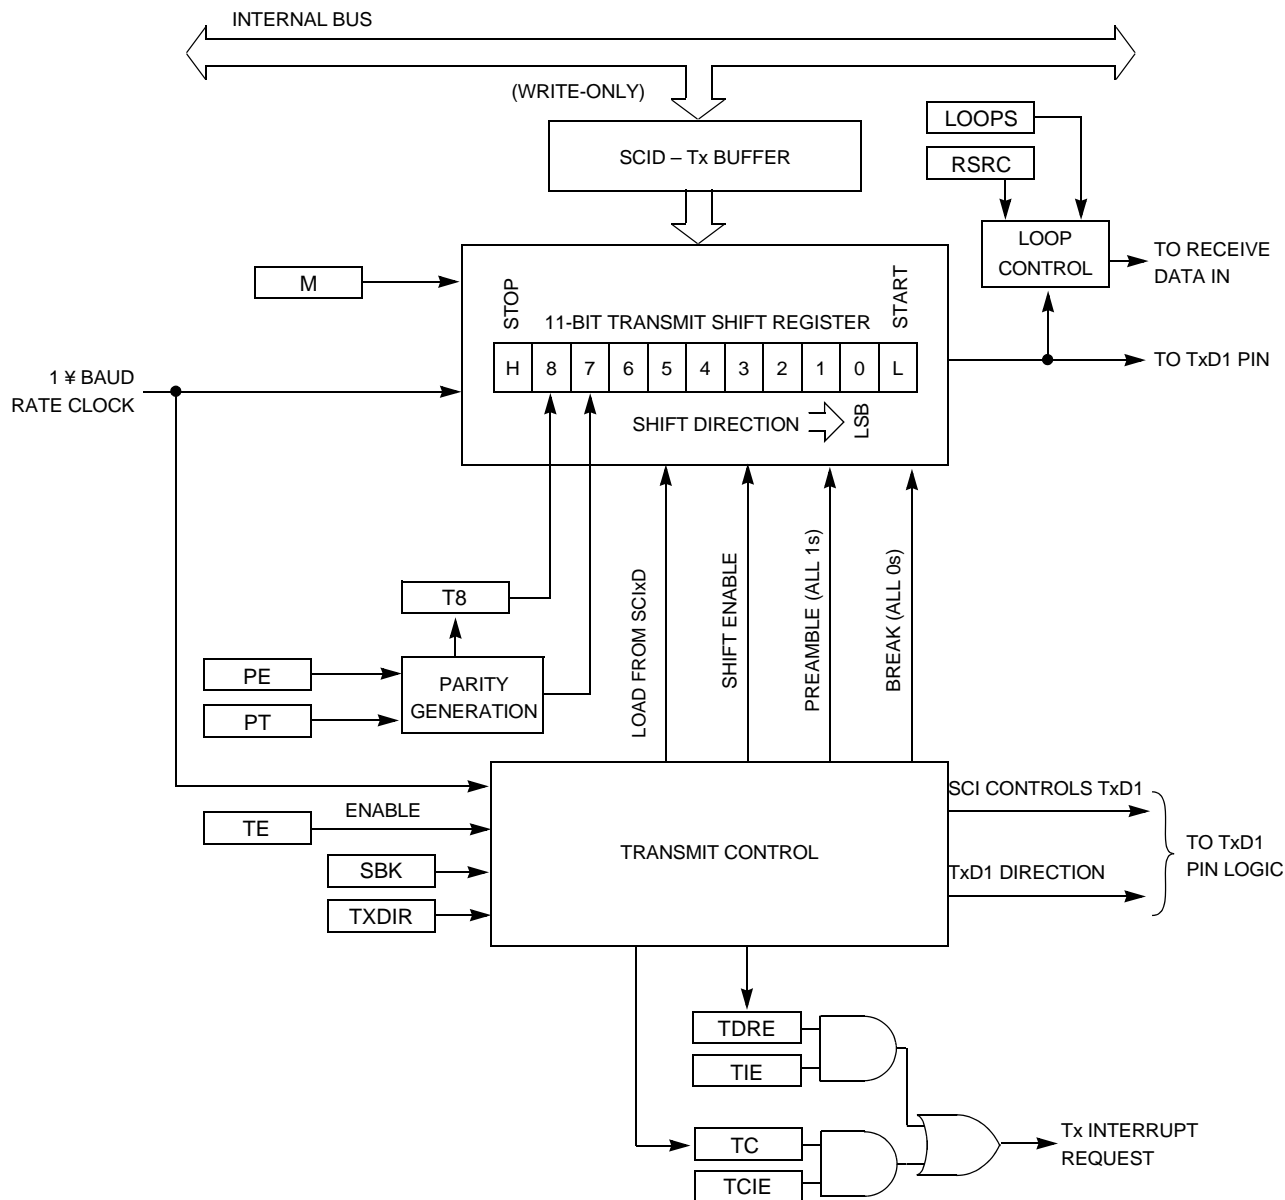 INTERNAL BUS
(WRITE-ONLY)
LOOPS
SCID – Tx BUFFER
RSRC
LOOP
CONTROL
TO RECEIVE
DATA IN
M
STOP
11-BIT TRANSMIT SHIFT REGISTER
START
H 8 7 6 5 4 3 2 1 0 L
TO TxD1 PIN
1 ¥ BAUD
RATE CLOCK
SHIFT DIRECTION
LSB
T8
LOAD FROM SCIxD
SHIFT ENABLE
PREAMBLE (ALL 1s)
BREAK (ALL 0s)
PE
PARITY
GENERATION
PT
SCI CONTROLS TxD1
TE
ENABLE
TRANSMIT CONTROL
TO TxD1
PIN LOGIC
SBK
TxD1 DIRECTION
TXDIR
TDRE
TIE
TC
Tx INTERRUPT
REQUEST
TCIE